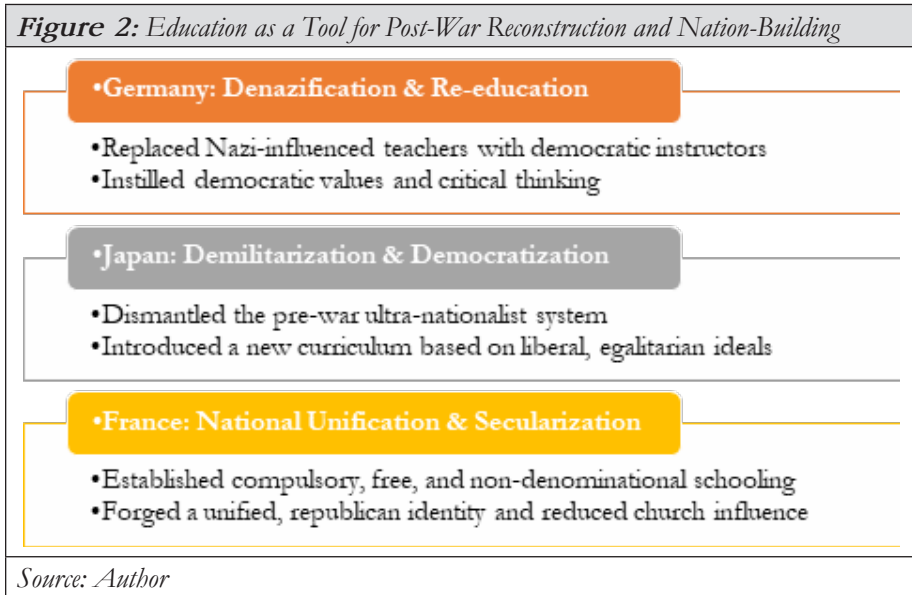 Figure 2: Education as a Tool for Post-War Reconstruction and Nation-Building
•Germany: Denazification & Re-education
•Replaced Nazi-influenced teachers with democratic instructors
•Instilled democratic values and critical thinking
•Japan: Demilitarization & Democratization
•Dismantled the pre-war ultra-nationalist system
•Introduced a new curriculum based on liberal, egalitarian ideals
•France: National Unification & Secularization
•Established compulsory, free, and non-denominational schooling
•Forged a unified, republican identity and reduced church influence
Source: Author